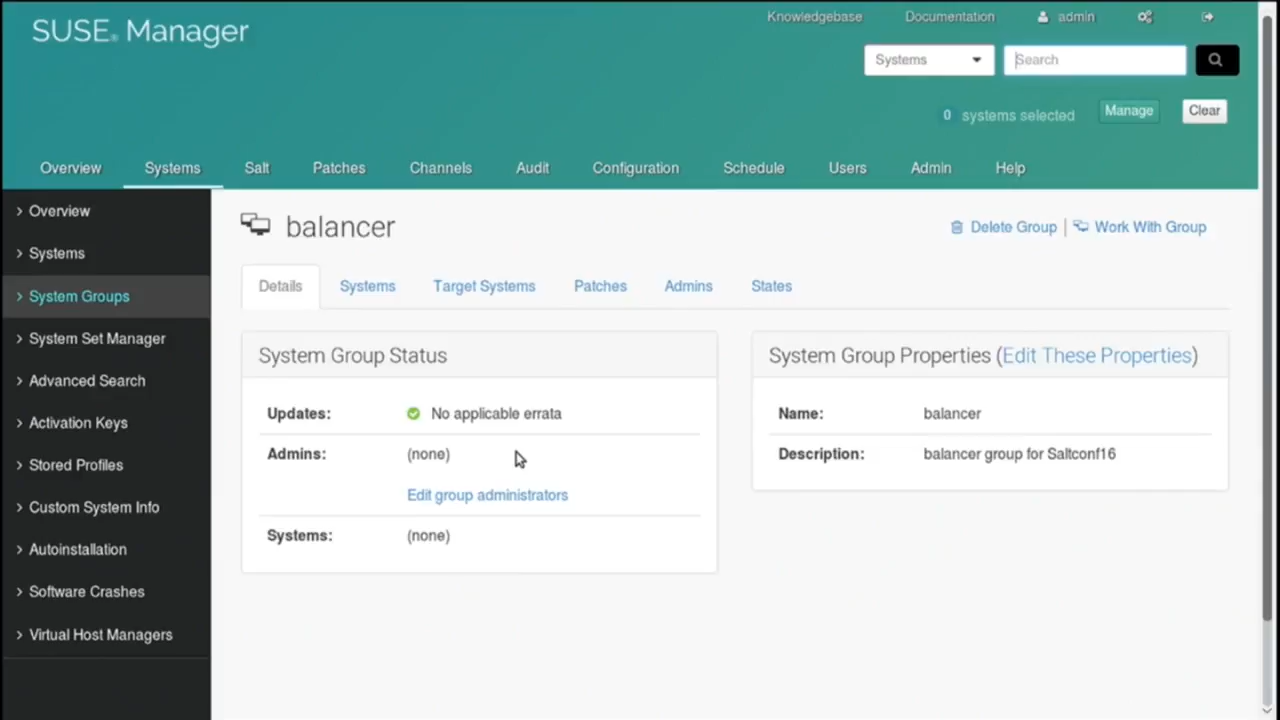 SUSE® Manager
Knowledgebase Documentation admin
Systems Search
0 systems selected Manage Clear
Overview Systems Salt Patches Channels Audit Configuration Schedule Users Admin Help
Overview
Systems
System Groups
System Set Manager
Advanced Search
Activation Keys
Stored Profiles
Custom System Info
Autoinstallation
Software Crashes
Virtual Host Managers
balancer
Delete Group | Work With Group
Details Systems Target Systems Patches Admins States
System Group Status
Updates: No applicable errata
Admins: (none)
Edit group administrators
Systems: (none)
System Group Properties (Edit These Properties)
Name: balancer
Description: balancer group for Saltconf16